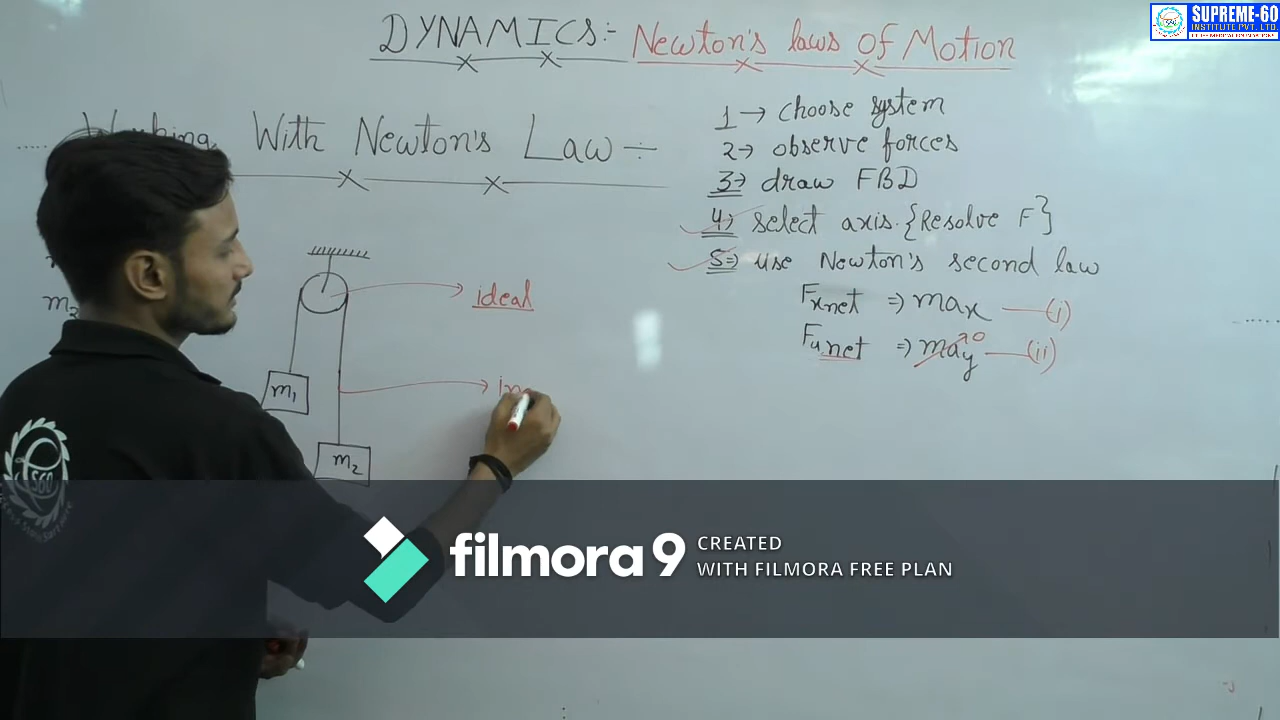 DYNAMICS:- Newton's laws of Motion
SUPREME-60
INSTITUTE PVT. LTD.
Working With Newton's Law :-
1 → choose system
2 → observe forces
3 → draw FBD
4 → select axis. {Resolve F}
5 → use Newton's second law
Fxnet => max — (i)
Fynet => may 0 — (ii)
ideal
m1
m2
filmora 9
CREATED
WITH FILMORA FREE PLAN